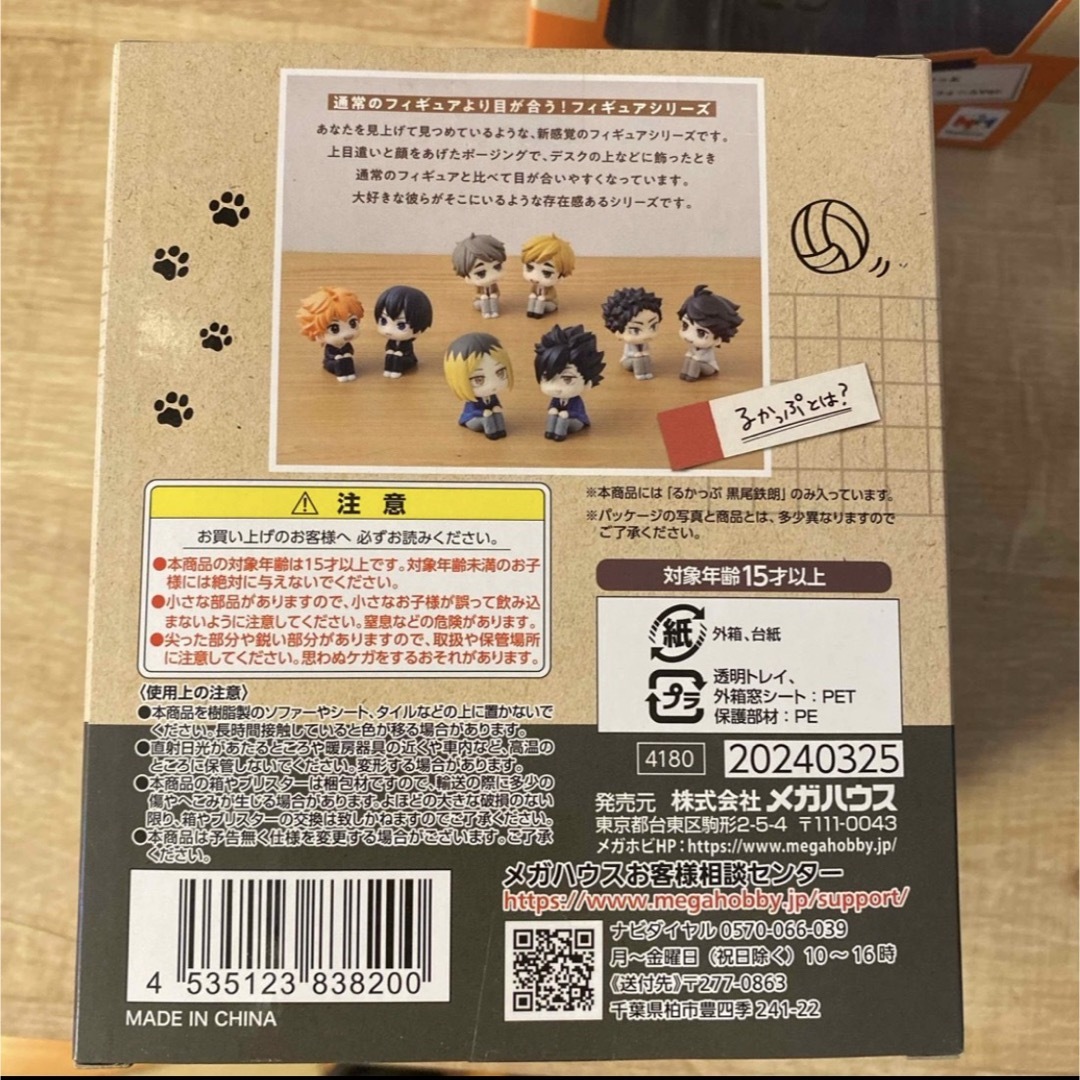 通常のフィギュアより目が合う！フィギュアシリーズ
あなたを見上げて見つめているような、新感覚のフィギュアシリーズです。
上目遣いと顔をあげたポージングで、デスクの上などに飾ったとき
通常のフィギュアと比べて目が合いやすくなっています。
大好きな彼らがそこにいるような存在感あるシリーズです。
るかっぷとは？
※本商品には「るかっぷ 黒尾鉄朗」のみ入っています。
※パッケージの写真と商品とは、多少異なりますので
ご了承ください。
注意
お買い上げのお客様へ 必ずお読みください。
●本商品の対象年齢は15才以上です。対象年齢未満のお子
様には絶対に与えないでください。
●小さな部品がありますので、小さなお子様が誤って飲み込
まないように注意してください。窒息などの危険があります。
●尖った部分や鋭い部分がありますので、取扱や保管場所
に注意してください。思わぬケガをするおそれがあります。
対象年齢15才以上
紙 外箱、台紙
プラ 透明トレイ、
外箱窓シート：PET
保護部材：PE
〈使用上の注意〉
●本商品を樹脂製のソファーやシート、タイルなどの上に置かないで
ください。長時間接触していると色が移る場合があります。
●直射日光があたるところや暖房器具の近くや車内など、高温の
ところに保管しないでください。変形する場合があります。
●本商品の箱やブリスターは梱包材ですので、輸送の際に多少の
傷やへこみが生じる場合があります。よほどの大きな破損のない
限り、箱やブリスターの交換は致しかねますのでご了承ください。
●本商品は予告無く仕様を変更する場合がございます。ご了承
ください。
4180 20240325
発売元 株式会社 メガハウス
東京都台東区駒形2-5-4 〒111-0043
メガホビHP：https://www.megahobby.jp/
メガハウスお客様相談センター
https://www.megahobby.jp/support/
ナビダイヤル 0570-066-039
月～金曜日（祝日除く）10～16時
《送付先》〒277-0863
千葉県柏市豊四季241-22
4 535123 838200
MADE IN CHINA